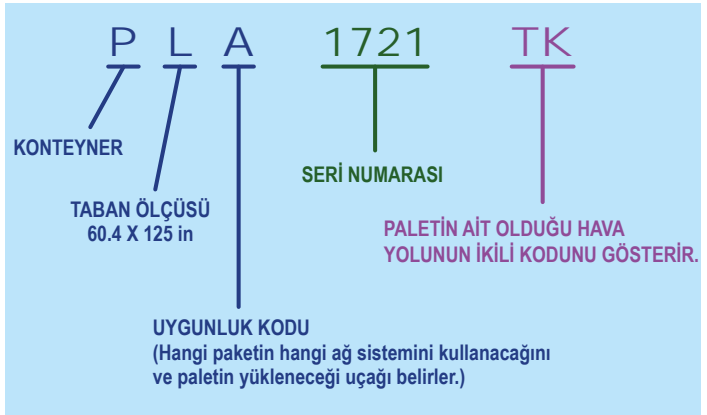 P L A 1721 TK
KONTEYNER
SERİ NUMARASI
TABAN ÖLÇÜSÜ
60.4 X 125 in
PALETİN AİT OLDUĞU HAVA
YOLUNUN İKİLİ KODUNU GÖSTERİR.
UYGUNLUK KODU
(Hangi paketin hangi ağ sistemini kullanacağını
ve paletin yükleneceği uçağı belirler.)